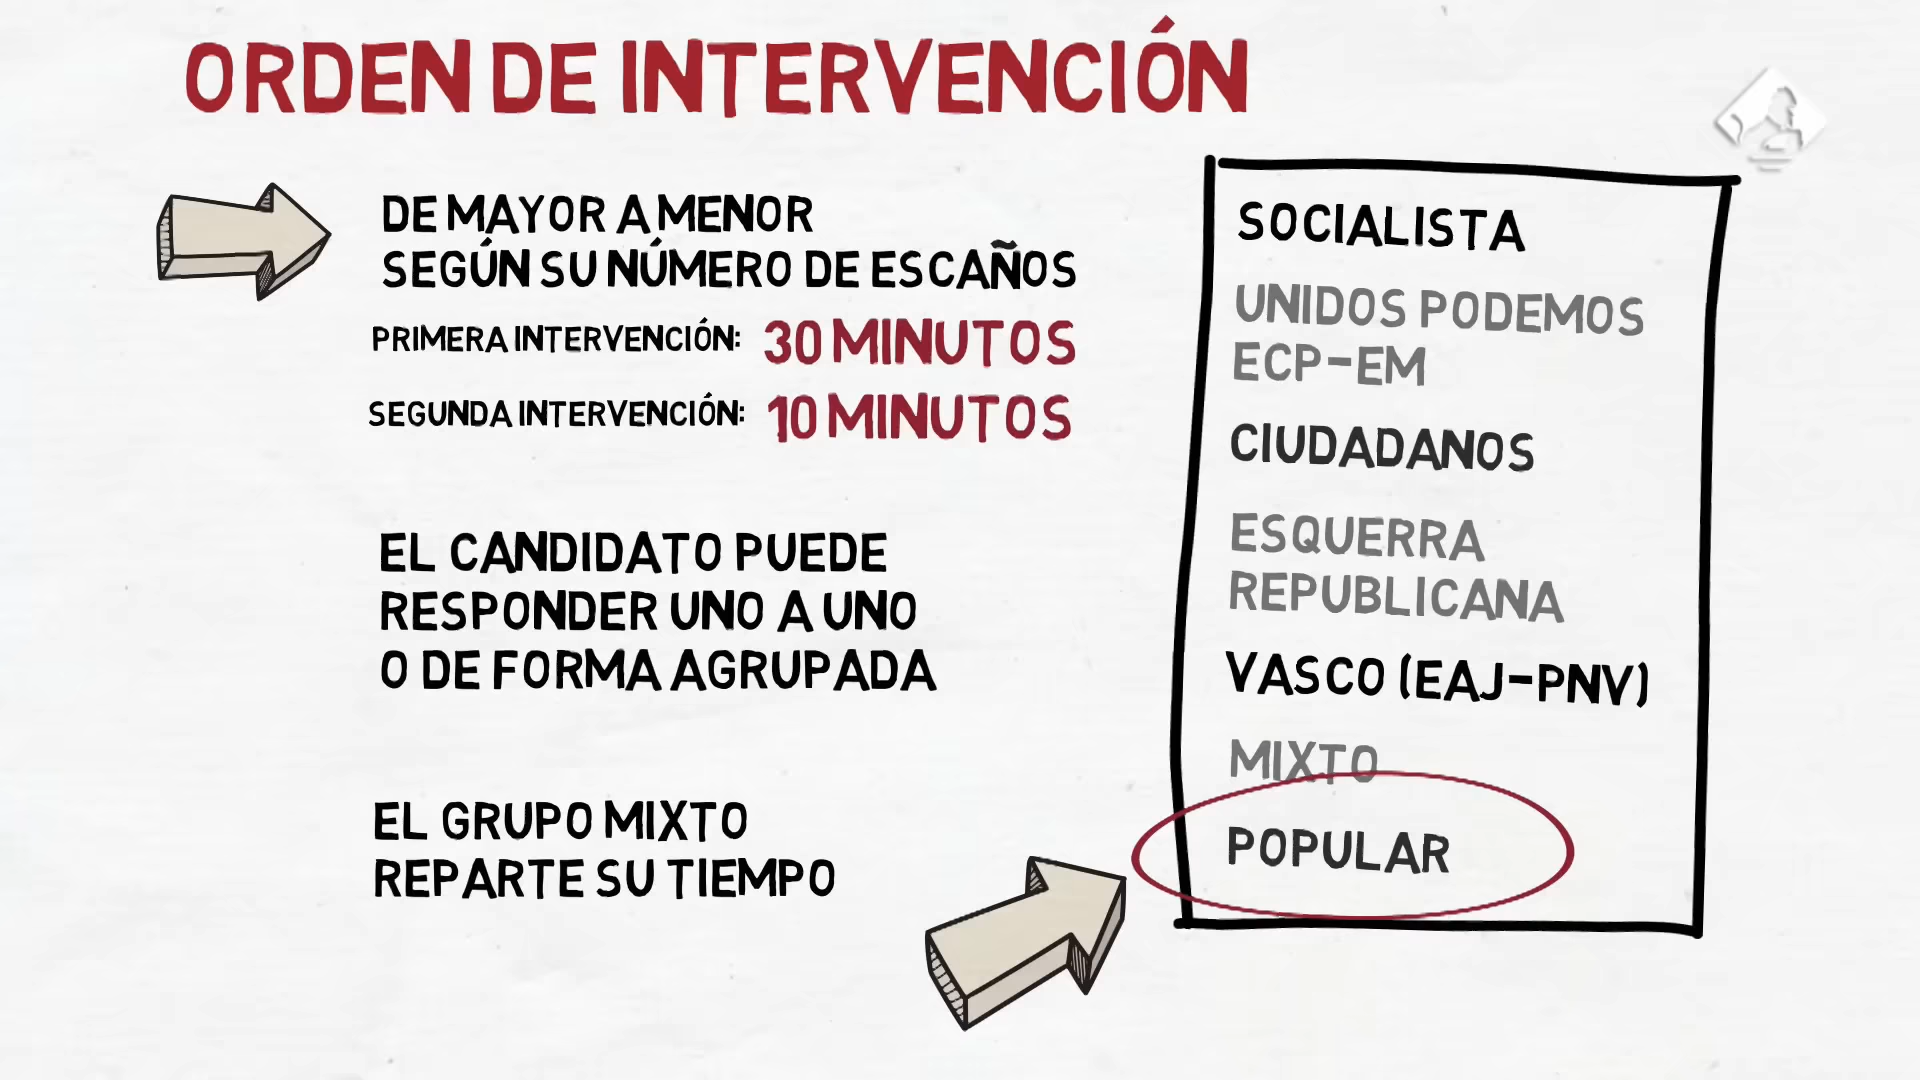 ORDEN DE INTERVENCIÓN
DE MAYOR A MENOR
SEGÚN SU NÚMERO DE ESCAÑOS
PRIMERA INTERVENCIÓN: 30 MINUTOS
SEGUNDA INTERVENCIÓN: 10 MINUTOS
EL CANDIDATO PUEDE
RESPONDER UNO A UNO
O DE FORMA AGRUPADA
EL GRUPO MIXTO
REPARTE SU TIEMPO
SOCIALISTA
UNIDOS PODEMOS
ECP-EM
CIUDADANOS
ESQUERRA
REPUBLICANA
VASCO (EAJ-PNV)
MIXTO
POPULAR